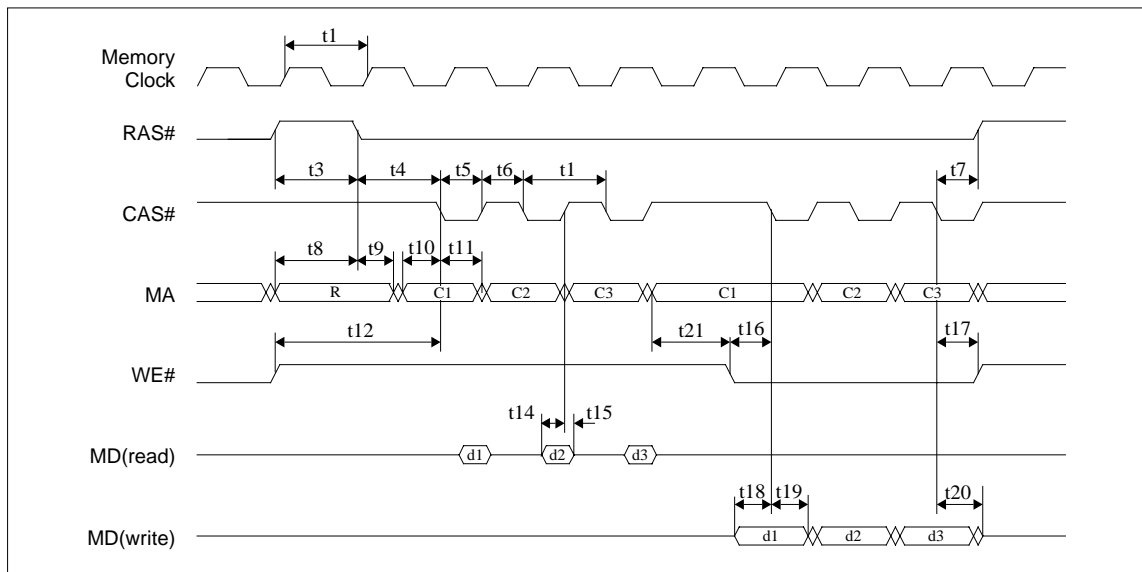 t1
Memory
Clock
RAS#
t3 t4 t5 t6 t1 t7
CAS#
t8 t9 t10 t11
MA R C1 C2 C3 C1 C2 C3
t12 t21 t16 t17
WE#
t14 t15
MD(read) d1 d2 d3
t18 t19 t20
MD(write) d1 d2 d3